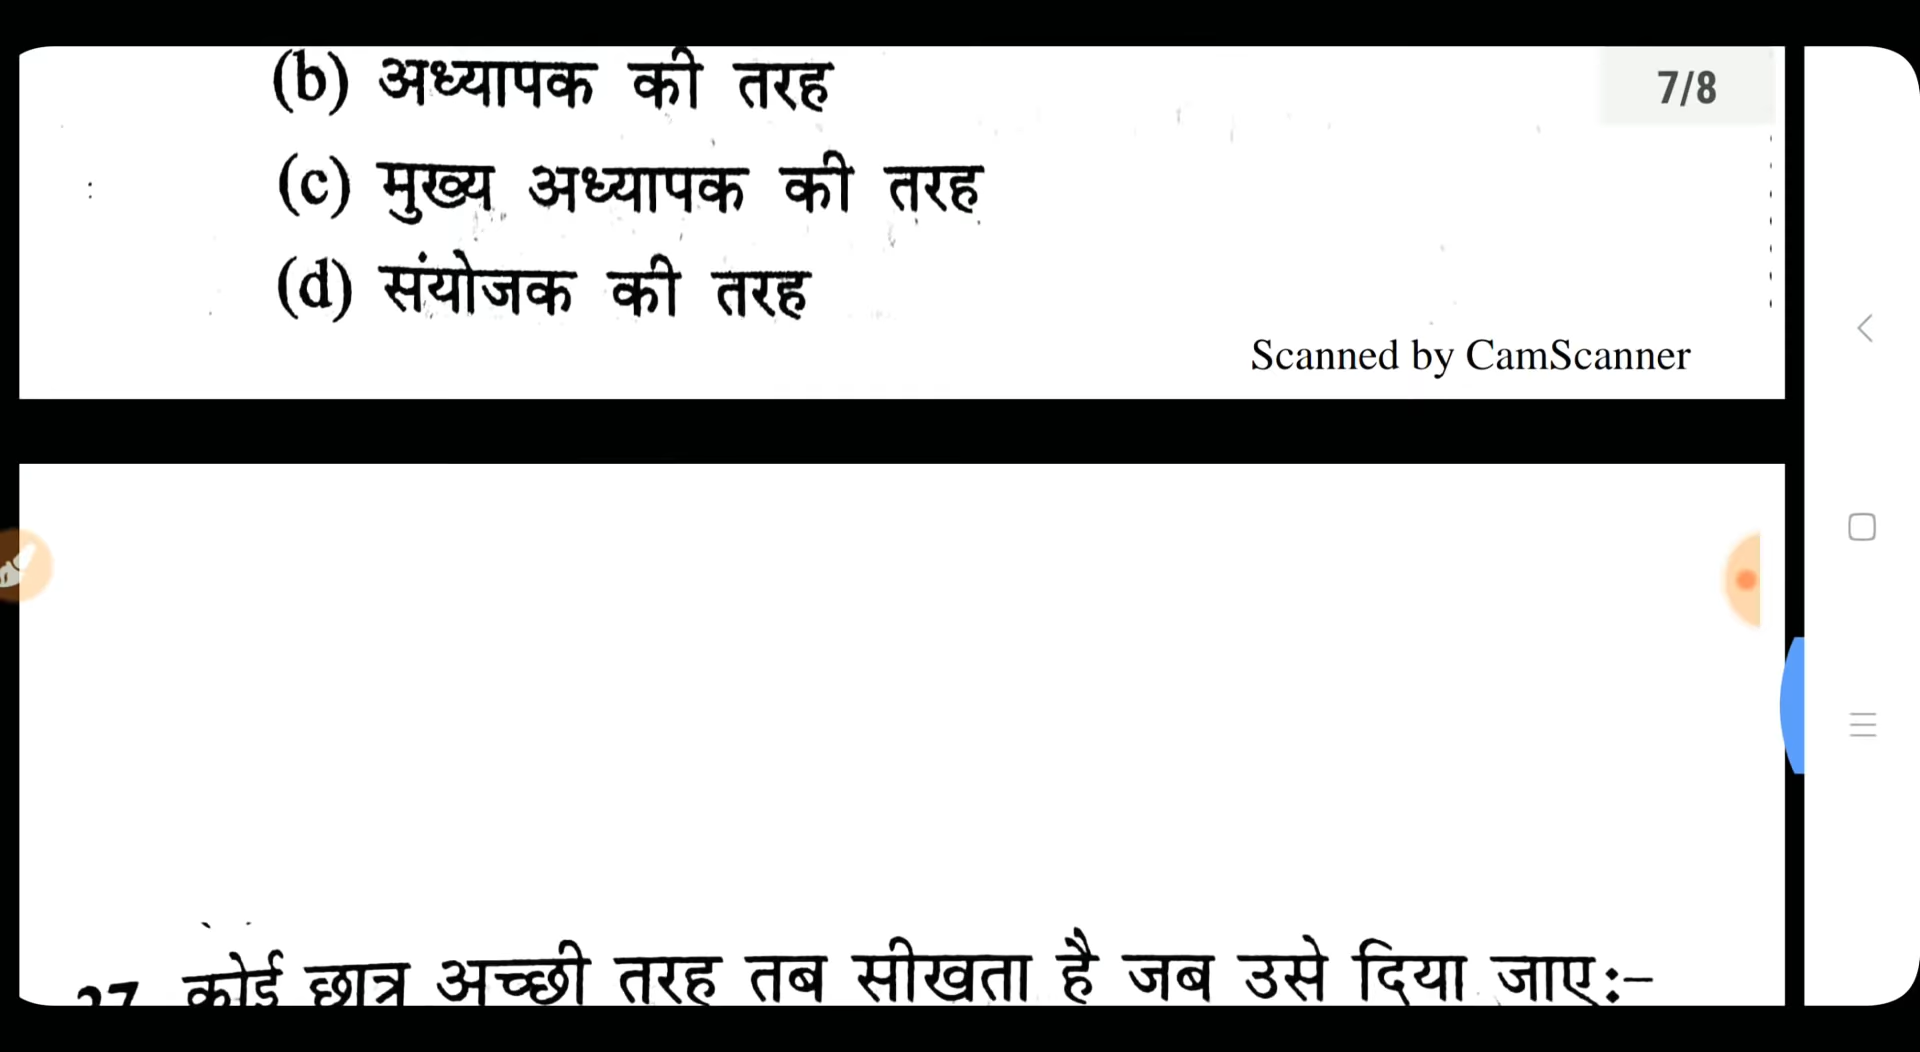 (b) अध्यापक की तरह
7/8
(c) मुख्य अध्यापक की तरह
(d) संयोजक की तरह
Scanned by CamScanner
कोई छात्र अच्छी तरह तब सीखता है जब उसे दिया जाए:–